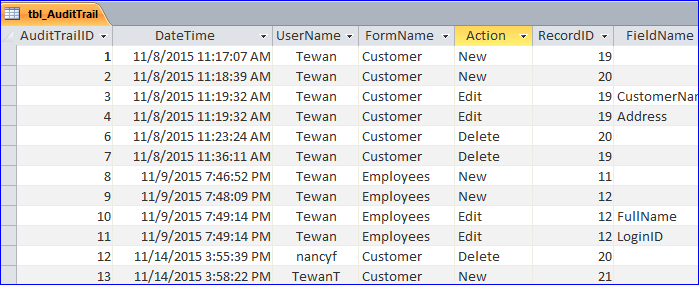 tbl_AuditTrail
AuditTrailID DateTime UserName FormName Action RecordID FieldName
1 11/8/2015 11:17:07 AM Tewan Customer New 19
2 11/8/2015 11:18:39 AM Tewan Customer New 20
3 11/8/2015 11:19:32 AM Tewan Customer Edit 19 CustomerNa
4 11/8/2015 11:19:32 AM Tewan Customer Edit 19 Address
6 11/8/2015 11:23:24 AM Tewan Customer Delete 20
7 11/8/2015 11:36:11 AM Tewan Customer Delete 19
8 11/9/2015 7:46:52 PM Tewan Employees New 11
9 11/9/2015 7:48:09 PM Tewan Employees New 12
10 11/9/2015 7:49:14 PM Tewan Employees Edit 12 FullName
11 11/9/2015 7:49:14 PM Tewan Employees Edit 12 LoginID
12 11/14/2015 3:55:39 PM nancyf Customer Delete 20
13 11/14/2015 3:58:22 PM TewanT Customer New 21